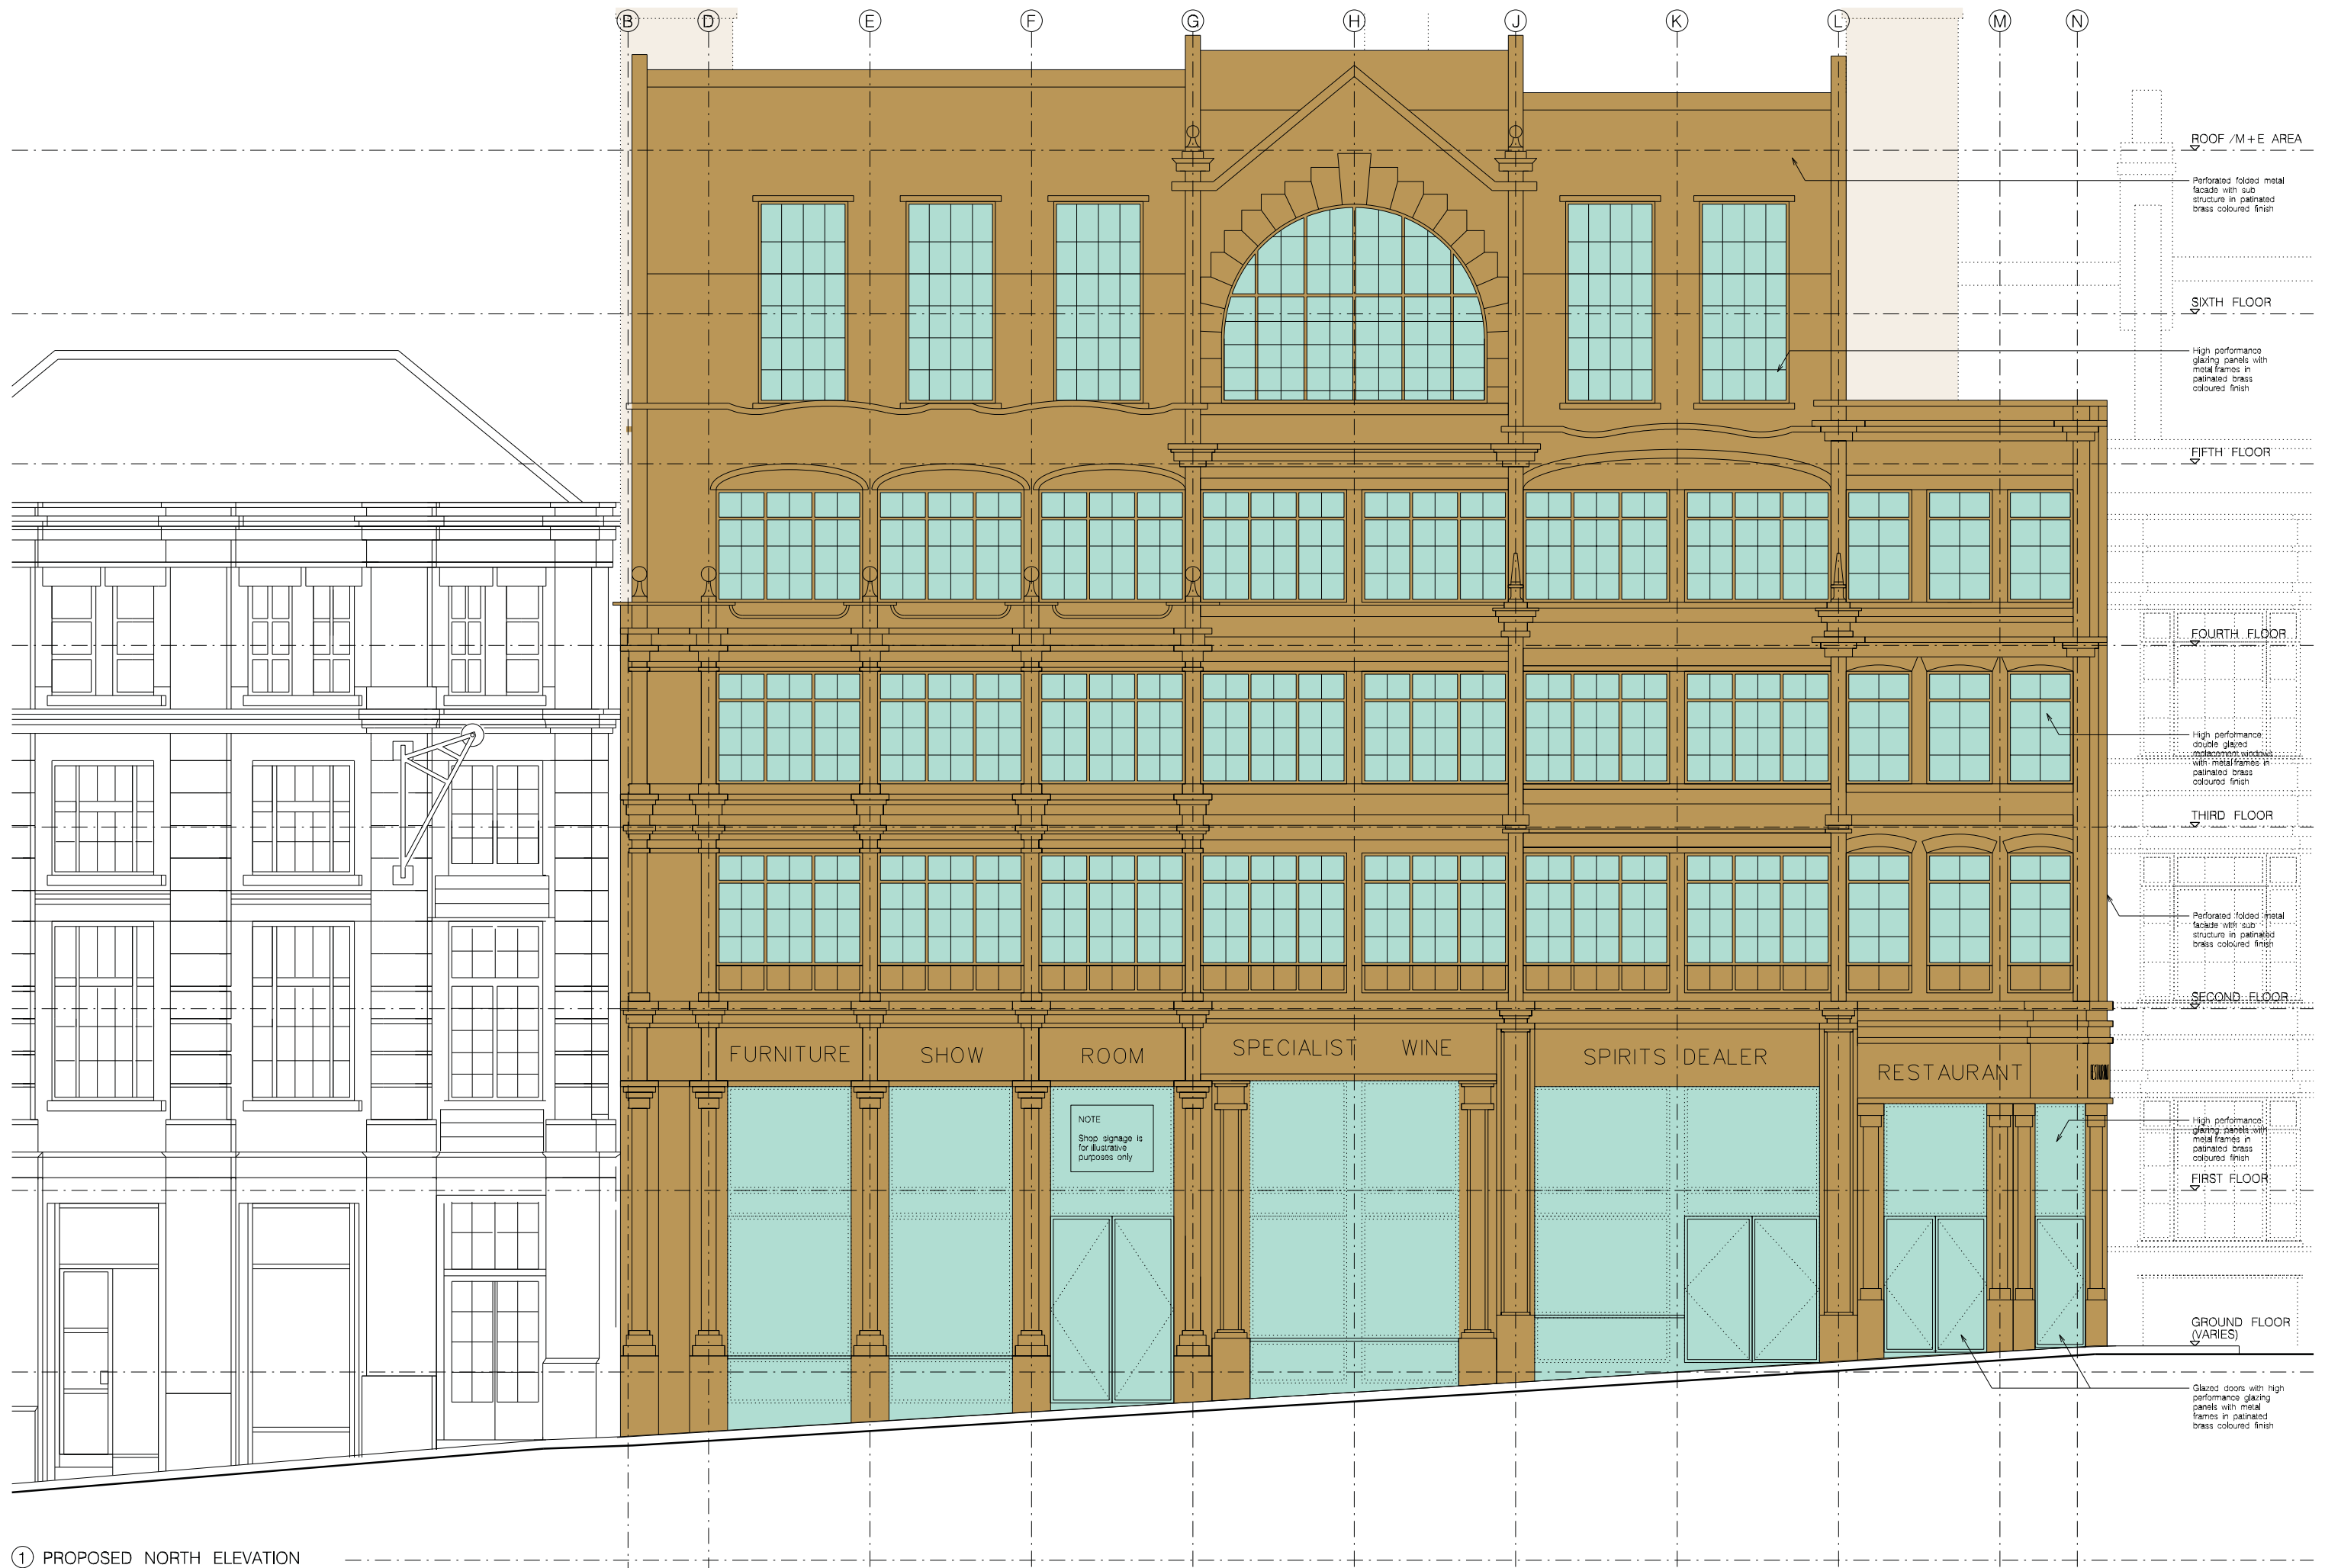 B D E F G H J K L M N
ROOF /M+E AREA
Perforated folded metal
facade with sub
structure in patinated
brass coloured finish
SIXTH FLOOR
High performance
glazing panels with
metal frames in
patinated brass
coloured finish
FIFTH FLOOR
FOURTH FLOOR
High performance
double glazed
replacement windows
with metal frames in
patinated brass
coloured finish
THIRD FLOOR
Perforated folded metal
facade with sub
structure in patinated
brass coloured finish
SECOND FLOOR
FURNITURE SHOW ROOM SPECIALIST WINE SPIRITS DEALER RESTAURANT
NOTE
Shop signage is
for illustrative
purposes only
High performance
glazing panels with
metal frames in
patinated brass
coloured finish
FIRST FLOOR
GROUND FLOOR
(VARIES)
Glazed doors with high
performance glazing
panels with metal
frames in patinated
brass coloured finish
1 PROPOSED NORTH ELEVATION